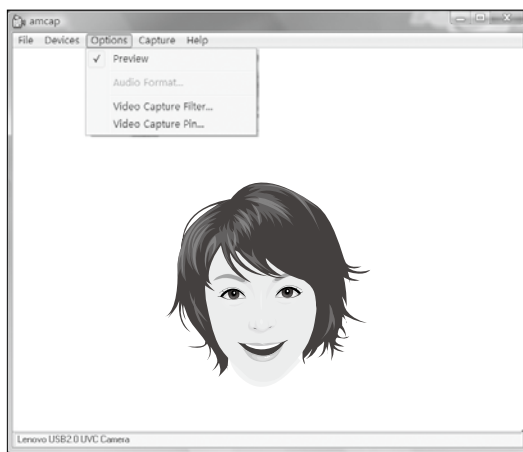 amcap
File Devices Options Capture Help
✓ Preview
Audio Format...
Video Capture Filter...
Video Capture Pin...
Lenovo USB2.0 UVC Camera